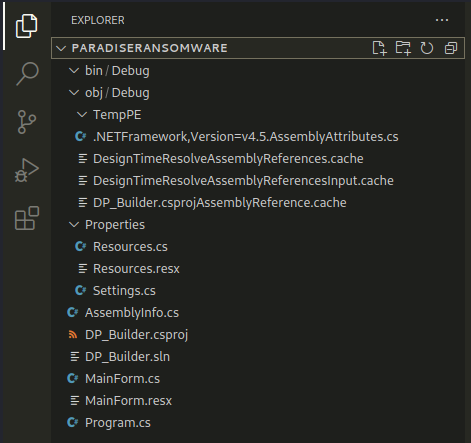 EXPLORER
PARADISERANSOMWARE
bin / Debug
obj / Debug
TempPE
.NETFramework,Version=v4.5.AssemblyAttributes.cs
DesignTimeResolveAssemblyReferences.cache
DesignTimeResolveAssemblyReferencesInput.cache
DP_Builder.csprojAssemblyReference.cache
Properties
Resources.cs
Resources.resx
Settings.cs
AssemblyInfo.cs
DP_Builder.csproj
DP_Builder.sln
MainForm.cs
MainForm.resx
Program.cs